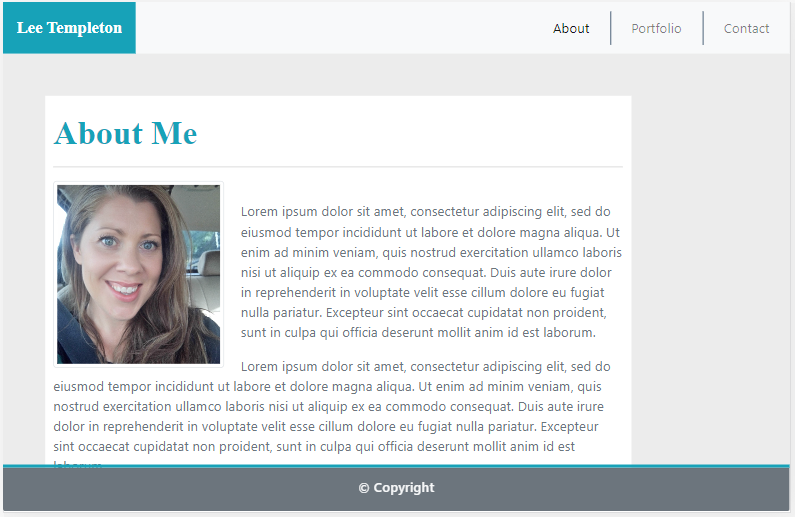 Lee Templeton
About
Portfolio
Contact
About Me
Lorem ipsum dolor sit amet, consectetur adipiscing elit, sed do
eiusmod tempor incididunt ut labore et dolore magna aliqua. Ut
enim ad minim veniam, quis nostrud exercitation ullamco laboris
nisi ut aliquip ex ea commodo consequat. Duis aute irure dolor
in reprehenderit in voluptate velit esse cillum dolore eu fugiat
nulla pariatur. Excepteur sint occaecat cupidatat non proident,
sunt in culpa qui officia deserunt mollit anim id est laborum.
Lorem ipsum dolor sit amet, consectetur adipiscing elit, sed do
eiusmod tempor incididunt ut labore et dolore magna aliqua. Ut enim ad minim veniam, quis
nostrud exercitation ullamco laboris nisi ut aliquip ex ea commodo consequat. Duis aute irure
dolor in reprehenderit in voluptate velit esse cillum dolore eu fugiat nulla pariatur. Excepteur
sint occaecat cupidatat non proident, sunt in culpa qui officia deserunt mollit anim id est
laborum.
© Copyright